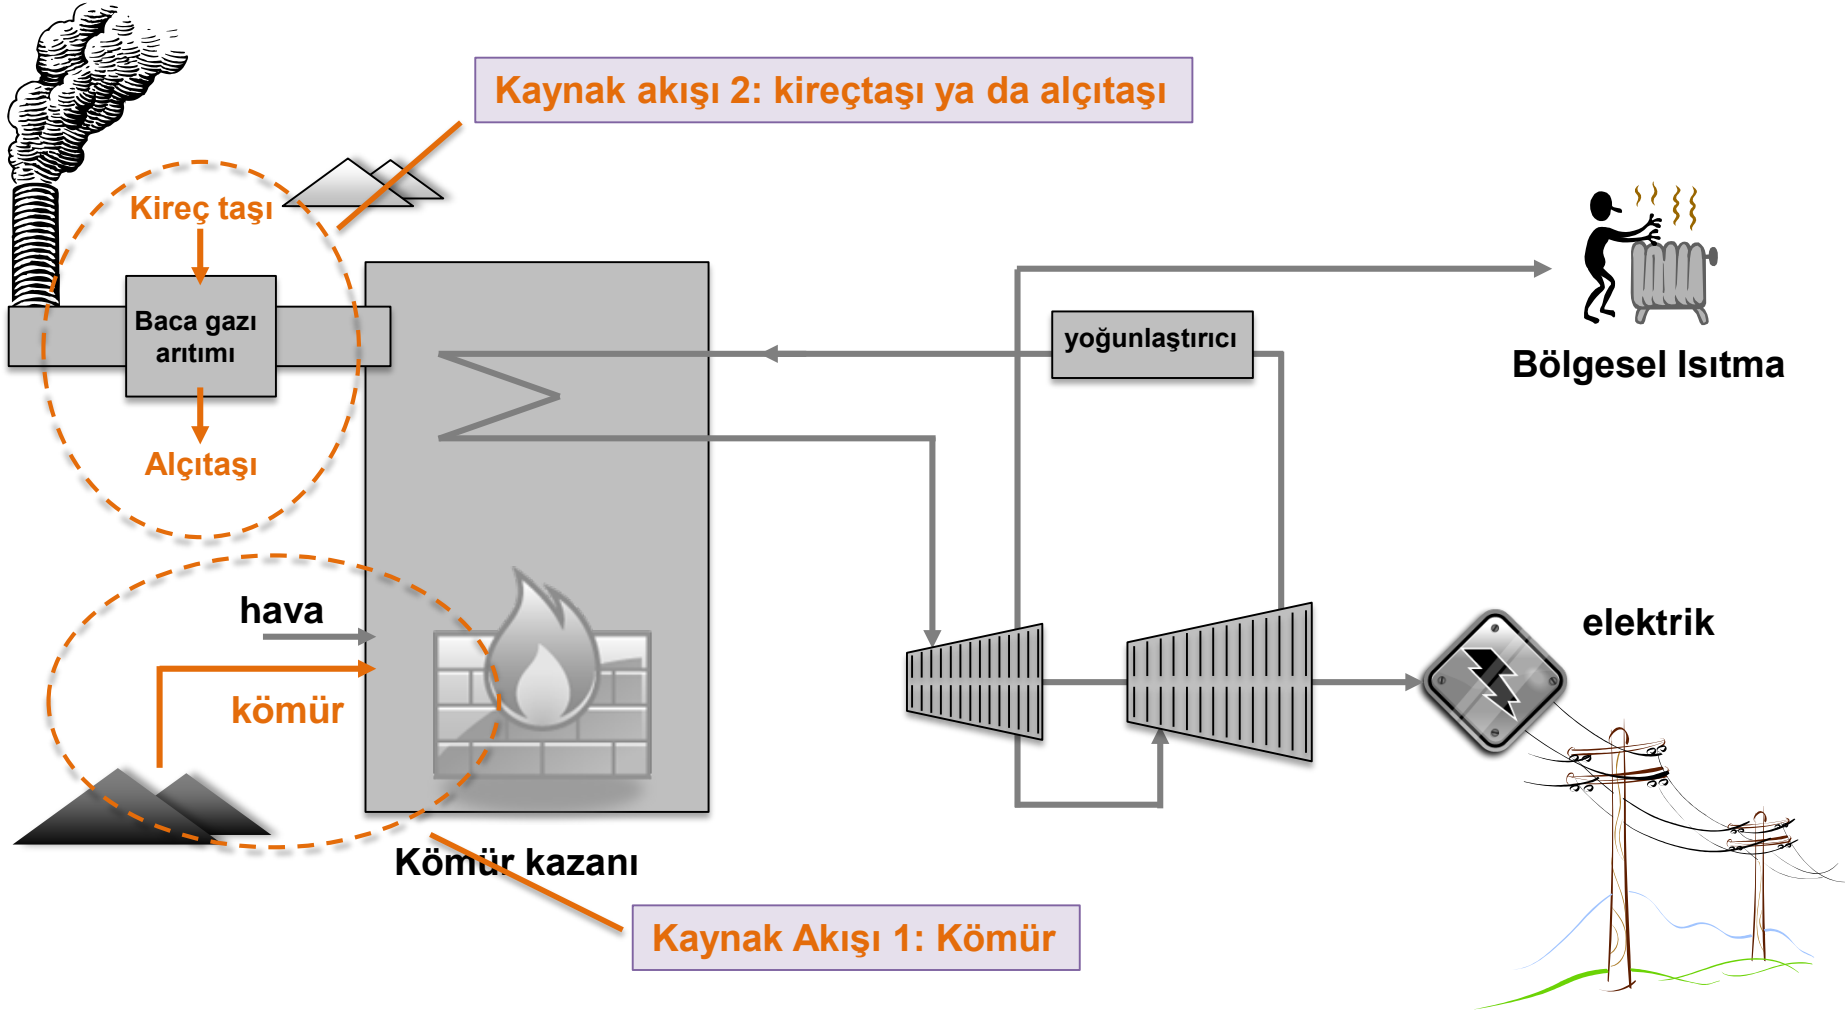 Kaynak akışı 2: kireçtaşı ya da alçıtaşı
Kireç taşı
Baca gazı
arıtımı
Alçıtaşı
yoğunlaştırıcı
Bölgesel Isıtma
hava
kömür
elektrik
Kömür kazanı
Kaynak Akışı 1: Kömür